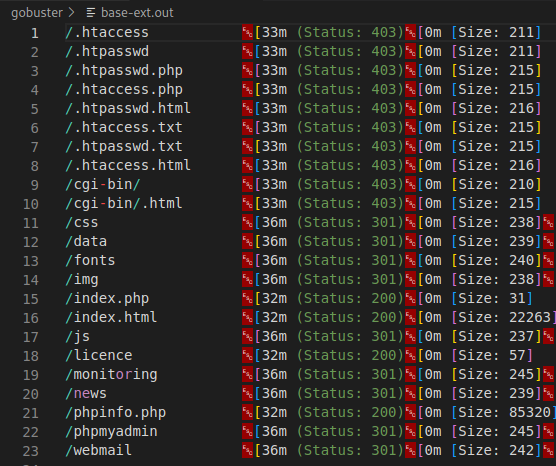 gobuster > base-ext.out
1 /.htaccess ␛[33m (Status: 403)␛[0m [Size: 211]
2 /.htpasswd ␛[33m (Status: 403)␛[0m [Size: 211]
3 /.htpasswd.php ␛[33m (Status: 403)␛[0m [Size: 215]
4 /.htaccess.php ␛[33m (Status: 403)␛[0m [Size: 215]
5 /.htpasswd.html ␛[33m (Status: 403)␛[0m [Size: 216]
6 /.htaccess.txt ␛[33m (Status: 403)␛[0m [Size: 215]
7 /.htpasswd.txt ␛[33m (Status: 403)␛[0m [Size: 215]
8 /.htaccess.html ␛[33m (Status: 403)␛[0m [Size: 216]
9 /cgi-bin/ ␛[33m (Status: 403)␛[0m [Size: 210]
10 /cgi-bin/.html ␛[33m (Status: 403)␛[0m [Size: 215]
11 /css ␛[36m (Status: 301)␛[0m [Size: 238]␛
12 /data ␛[36m (Status: 301)␛[0m [Size: 239]␛
13 /fonts ␛[36m (Status: 301)␛[0m [Size: 240]␛
14 /img ␛[36m (Status: 301)␛[0m [Size: 238]␛
15 /index.php ␛[32m (Status: 200)␛[0m [Size: 31]
16 /index.html ␛[32m (Status: 200)␛[0m [Size: 22263]
17 /js ␛[36m (Status: 301)␛[0m [Size: 237]␛
18 /licence ␛[32m (Status: 200)␛[0m [Size: 57]
19 /monitoring ␛[36m (Status: 301)␛[0m [Size: 245]␛
20 /news ␛[36m (Status: 301)␛[0m [Size: 239]␛
21 /phpinfo.php ␛[32m (Status: 200)␛[0m [Size: 85320]
22 /phpmyadmin ␛[36m (Status: 301)␛[0m [Size: 245]␛
23 /webmail ␛[36m (Status: 301)␛[0m [Size: 242]␛